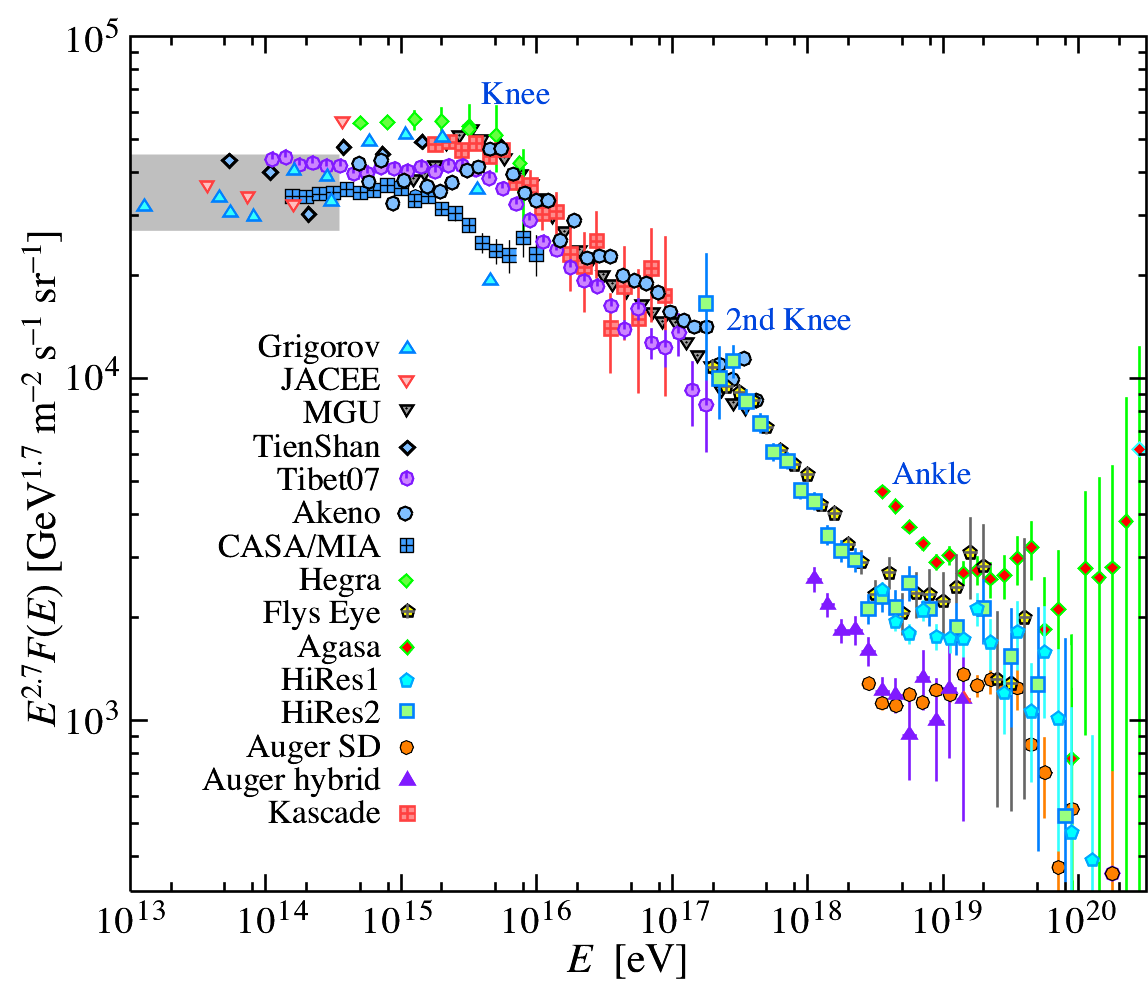 10^5
Knee
2nd Knee
Grigorov
JACEE
MGU
10^4
TienShan
Tibet07
Ankle
Akeno
CASA/MIA
Hegra
Flys Eye
Agasa
HiRes1
HiRes2
10^3
Auger SD
Auger hybrid
Kascade
E^2.7F(E) [GeV^1.7 m^−2 s^−1 sr^−1]
10^13 10^14 10^15 10^16 10^17 10^18 10^19 10^20
E [eV]